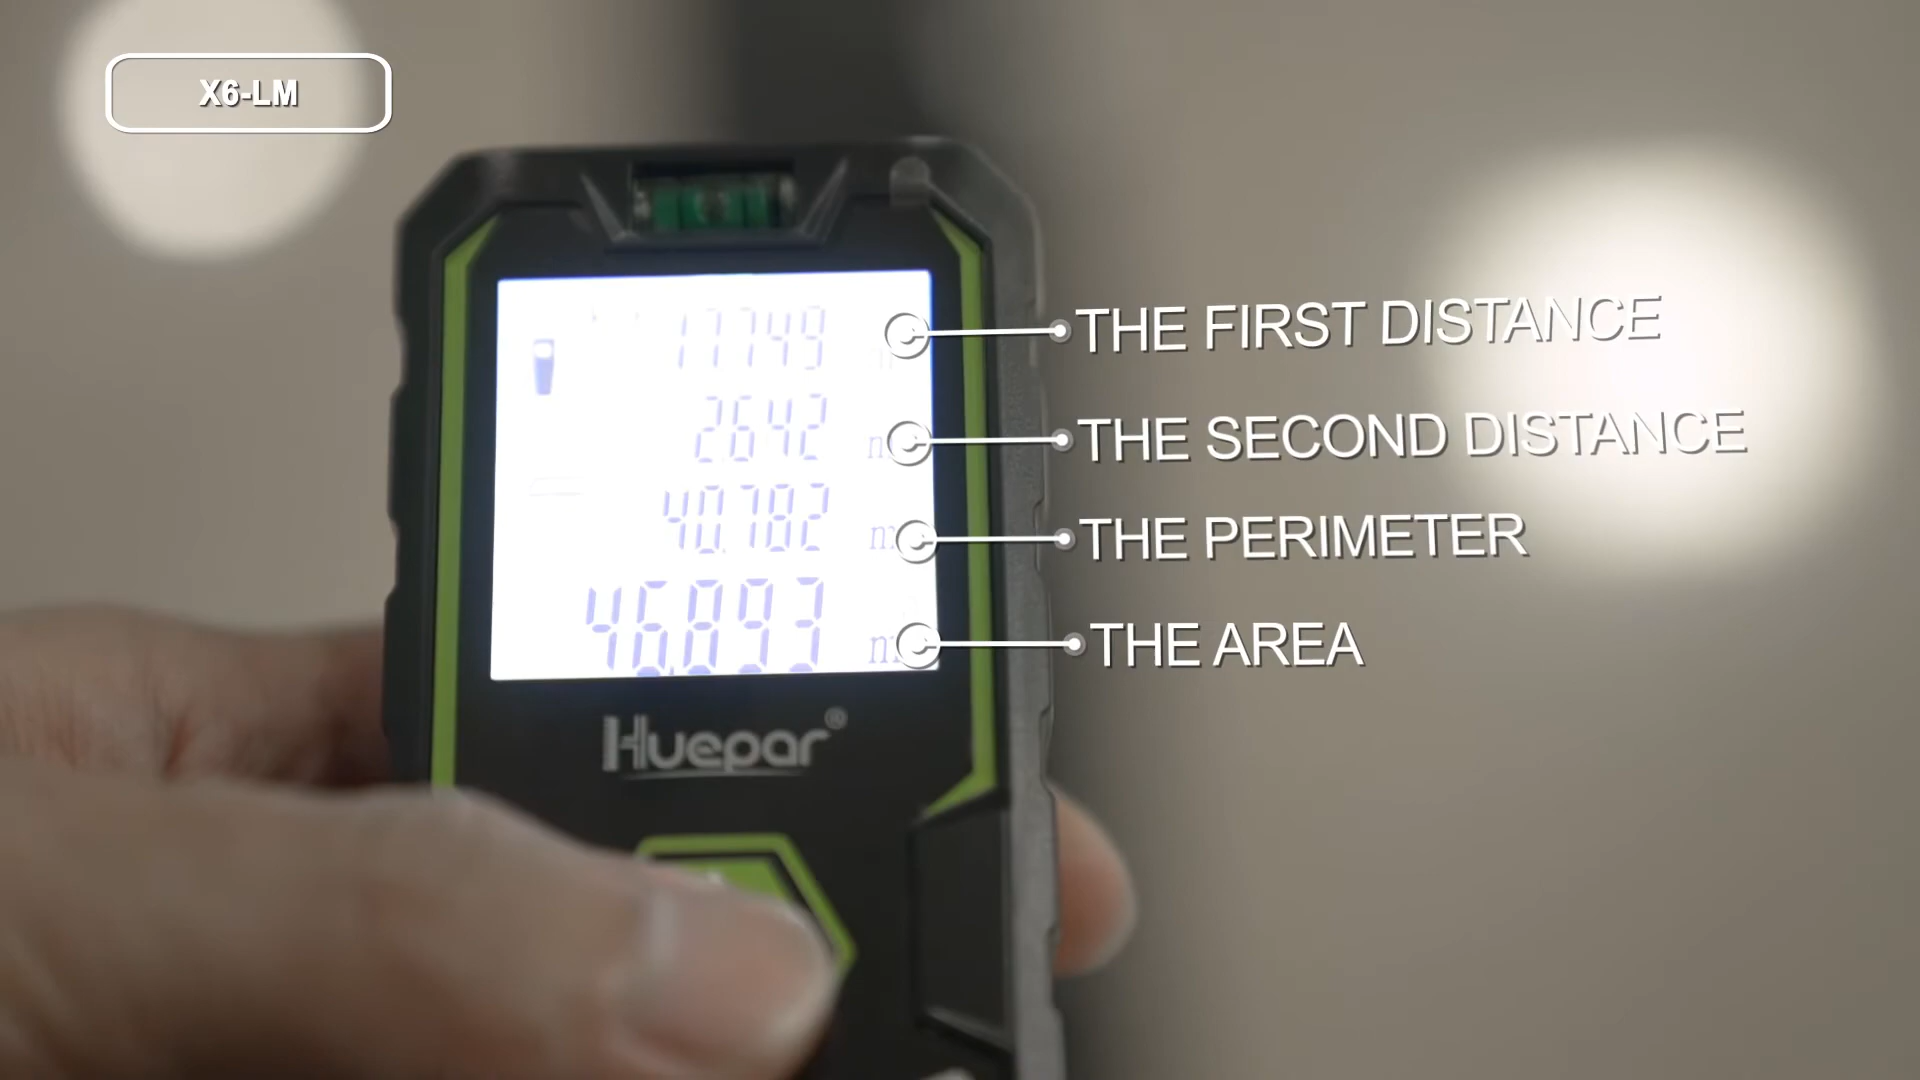 X6-LM
17.749 THE FIRST DISTANCE
2.642 m THE SECOND DISTANCE
40.782 m THE PERIMETER
46.893 m THE AREA
Huepar®